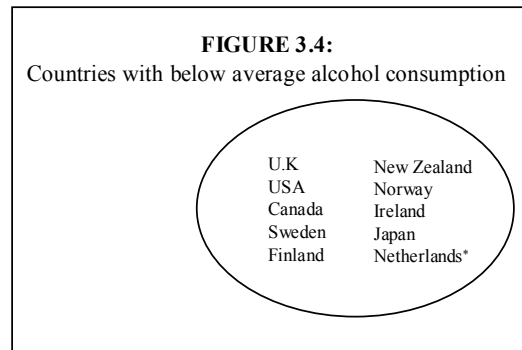 FIGURE 3.4:
Countries with below average alcohol consumption
U.K
USA
Canada
Sweden
Finland
New Zealand
Norway
Ireland
Japan
Netherlands*